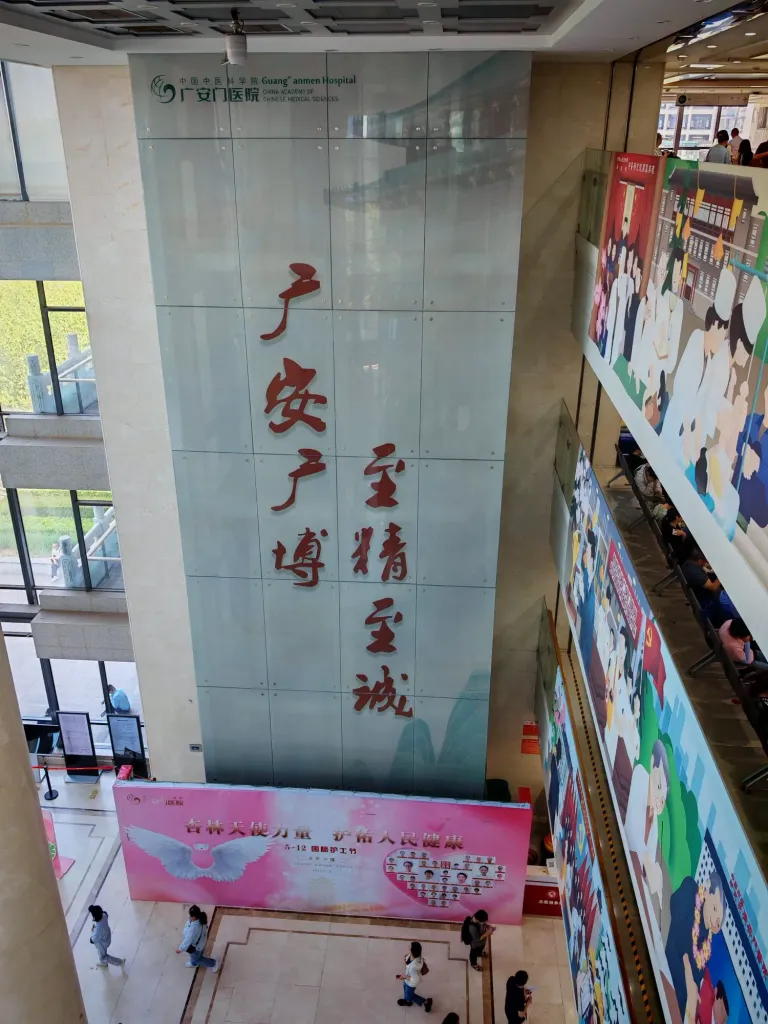 中国中医科学院
广安门医院
Guang'anmen Hospital
CHINA ACADEMY OF
CHINESE MEDICAL SCIENCES
至精至诚
广安广博
杏林天使力量 护佑人民健康
5·12 国际护士节